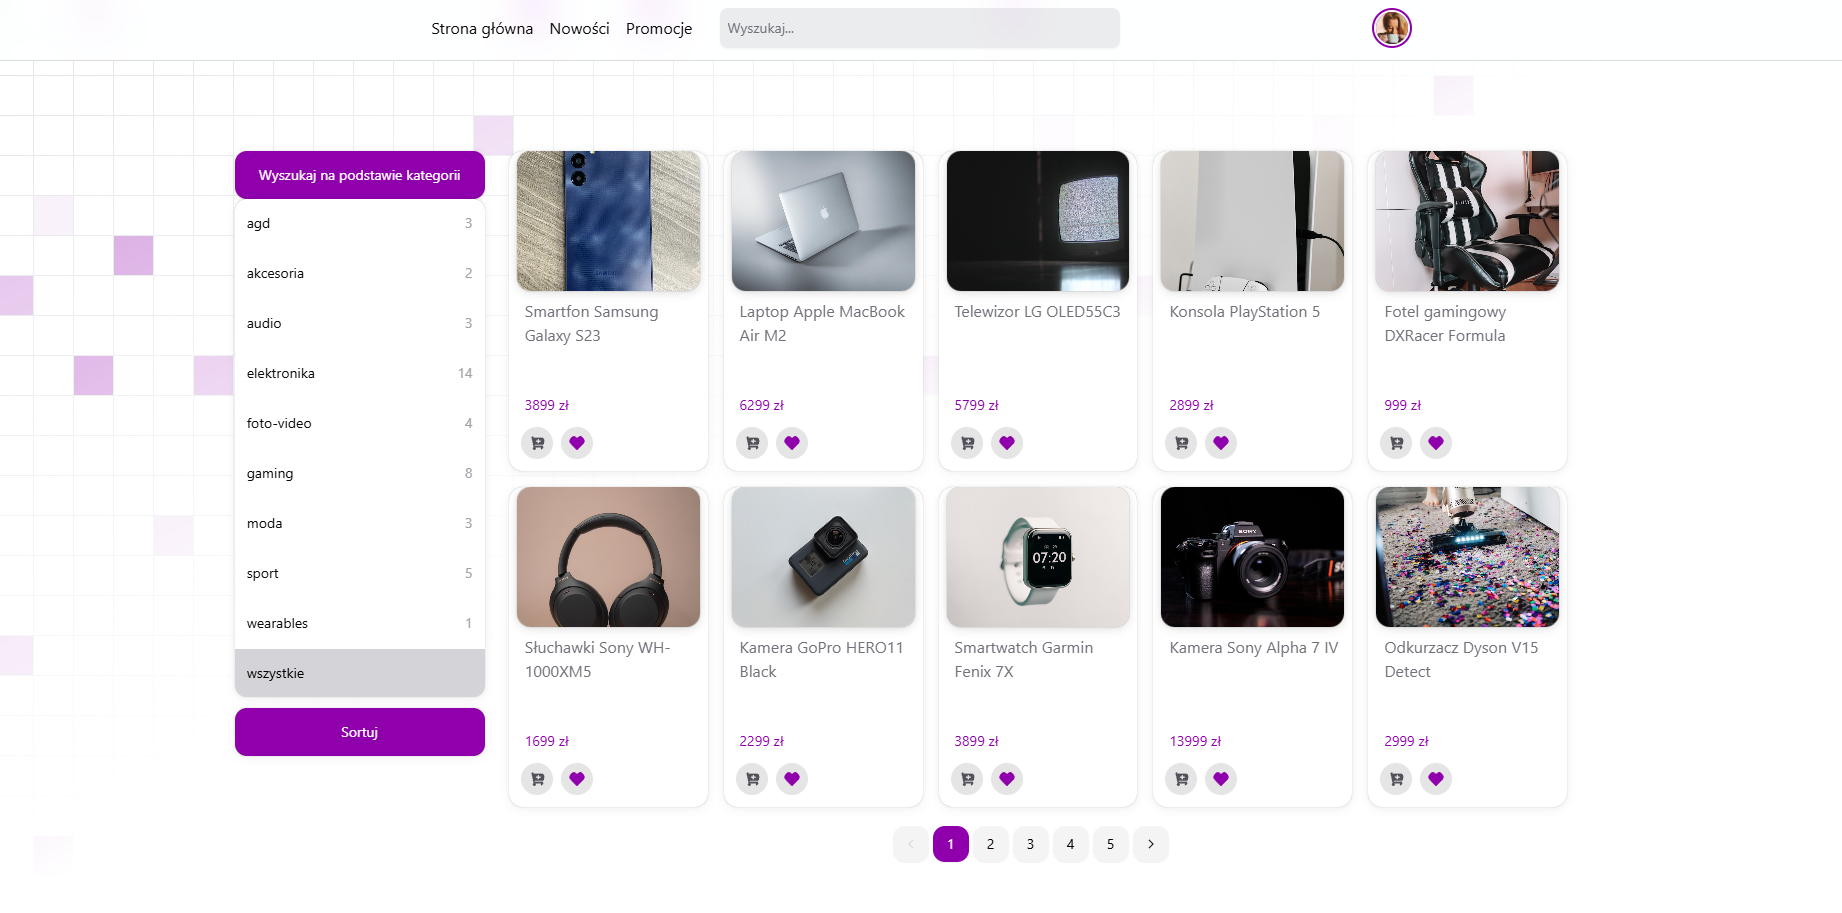 Strona główna Nowości Promocje Wyszukaj...
Wyszukaj na podstawie kategorii
agd 3
akcesoria 2
audio 3
elektronika 14
foto-video 4
gaming 8
moda 3
sport 5
wearables 1
wszystkie
Sortuj
Smartfon Samsung
Galaxy S23
3899 zł
Laptop Apple MacBook
Air M2
6299 zł
Telewizor LG OLED55C3
5799 zł
Konsola PlayStation 5
2899 zł
Fotel gamingowy
DXRacer Formula
999 zł
Słuchawki Sony WH-
1000XM5
1699 zł
Kamera GoPro HERO11
Black
2299 zł
07:20
Smartwatch Garmin
Fenix 7X
3899 zł
SONY
Kamera Sony Alpha 7 IV
13999 zł
Odkurzacz Dyson V15
Detect
2999 zł
1 2 3 4 5